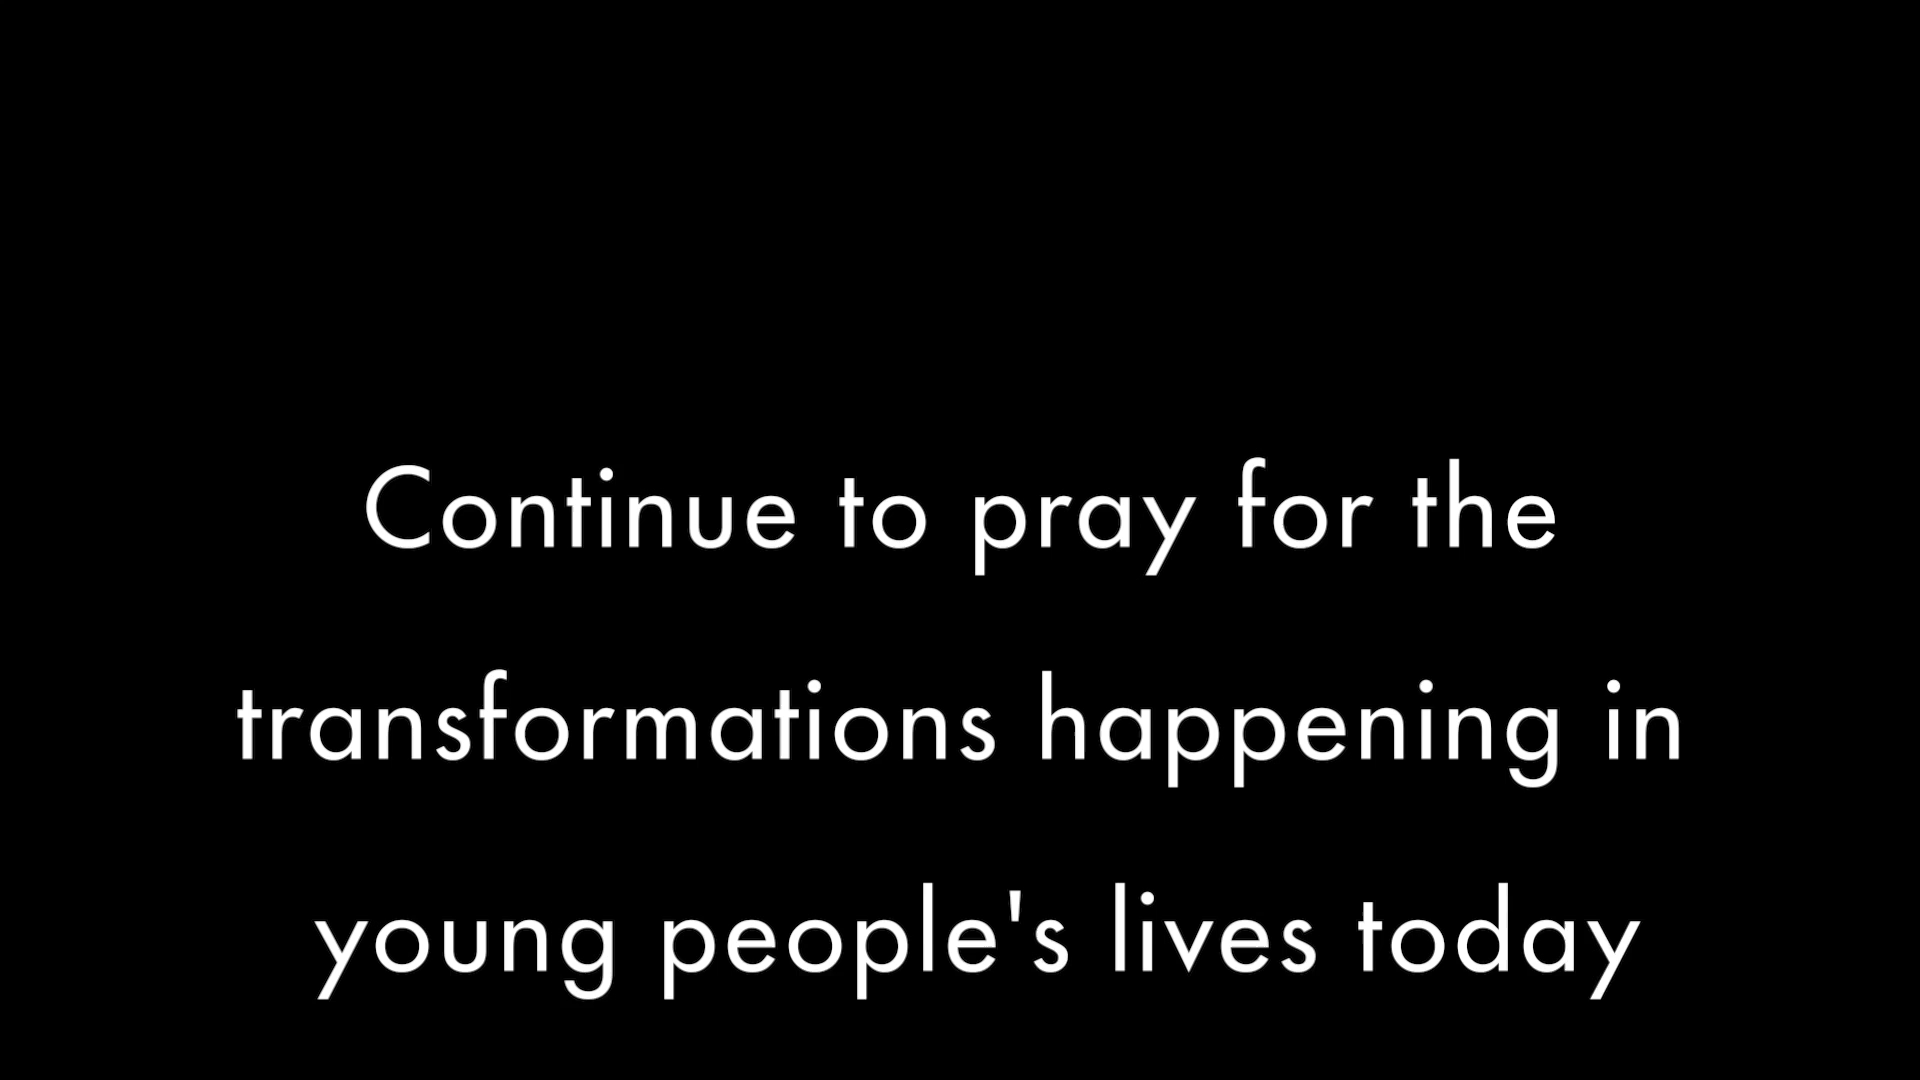 Continue to pray for the
transformations happening in
young people's lives today